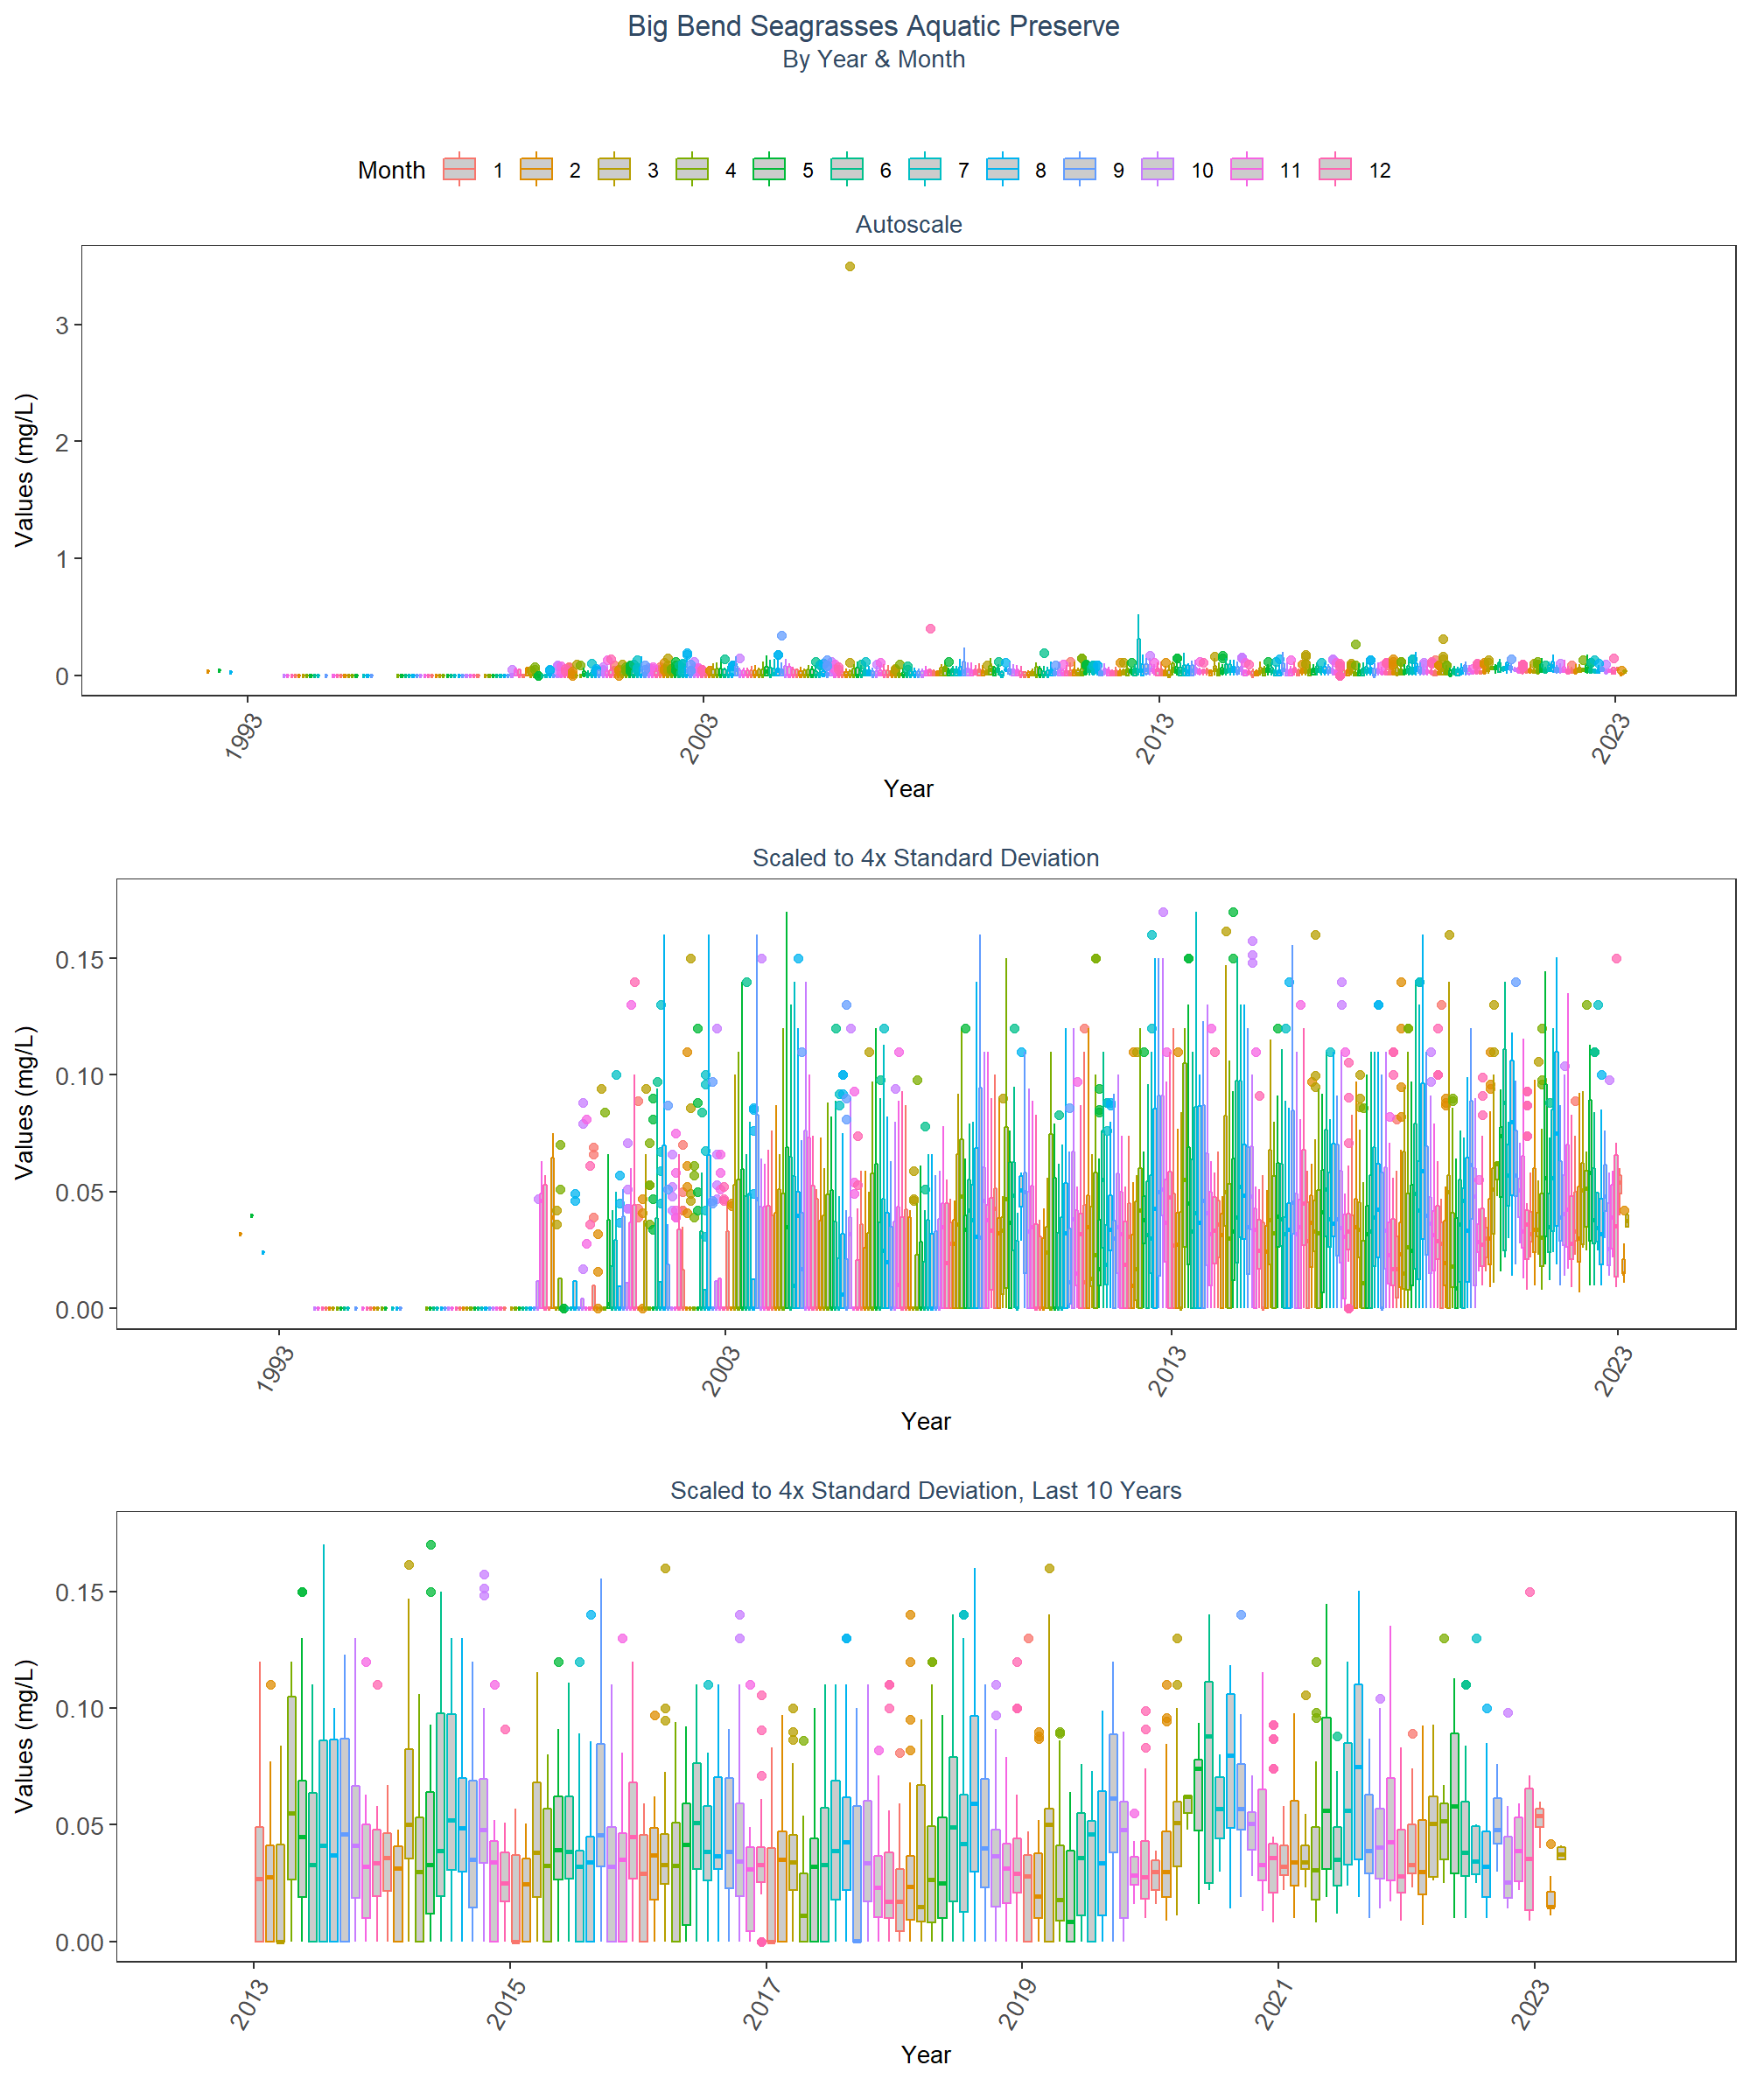 Big Bend Seagrasses Aquatic Preserve
By Year & Month
Month 1 2 3 4 5 6 7 8 9 10 11 12
Autoscale
Values (mg/L)
3
2
1
0
1993 2003 2013 2023
Year
Scaled to 4x Standard Deviation
Values (mg/L)
0.15
0.10
0.05
0.00
1993 2003 2013 2023
Year
Scaled to 4x Standard Deviation, Last 10 Years
Values (mg/L)
0.15
0.10
0.05
0.00
2013 2015 2017 2019 2021 2023
Year